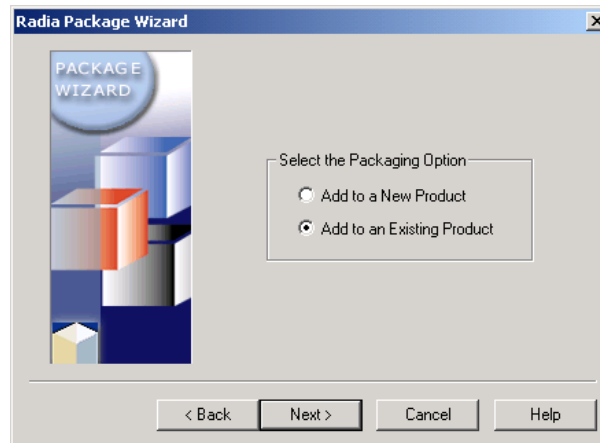 Radia Package Wizard
PACKAGE
WIZARD
Select the Packaging Option
Add to a New Product
Add to an Existing Product
< Back
Next >
Cancel
Help